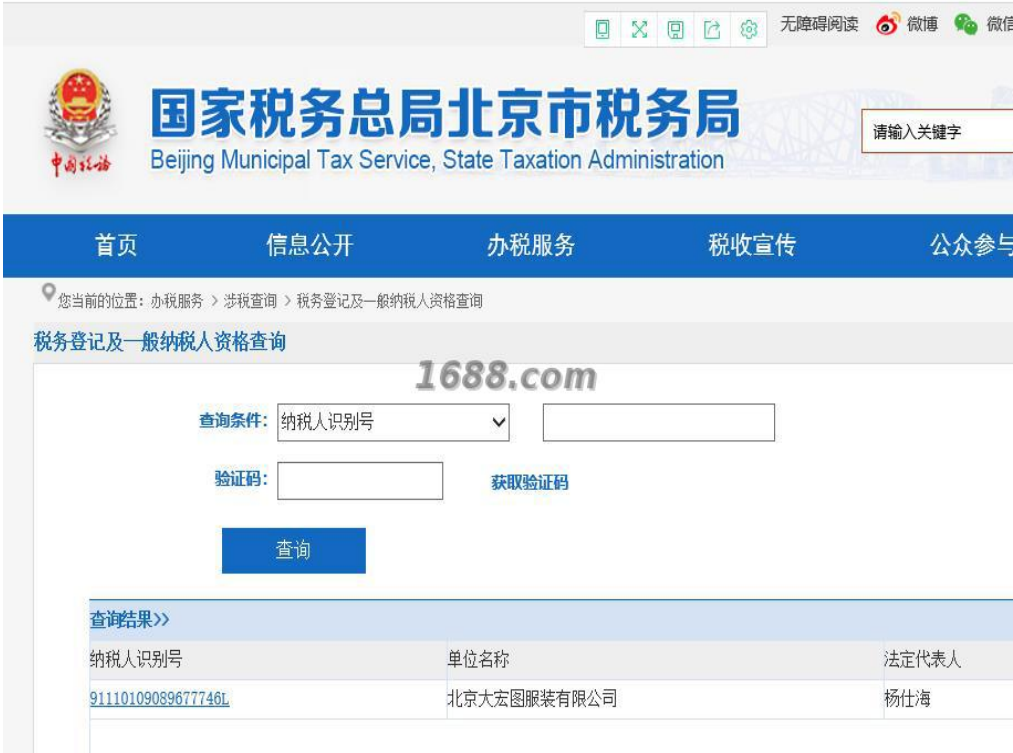 无障碍阅读 微博 微信
国家税务总局北京市税务局
Beijing Municipal Tax Service, State Taxation Administration
中国税务
请输入关键字
首页 信息公开 办税服务 税收宣传 公众参与
您当前的位置：办税服务 > 涉税查询 > 税务登记及一般纳税人资格查询
税务登记及一般纳税人资格查询
1688.com
查询条件： 纳税人识别号
验证码： 获取验证码
查询
查询结果>>
纳税人识别号 单位名称 法定代表人
91110109089677746L 北京大宏图服装有限公司 杨仕海